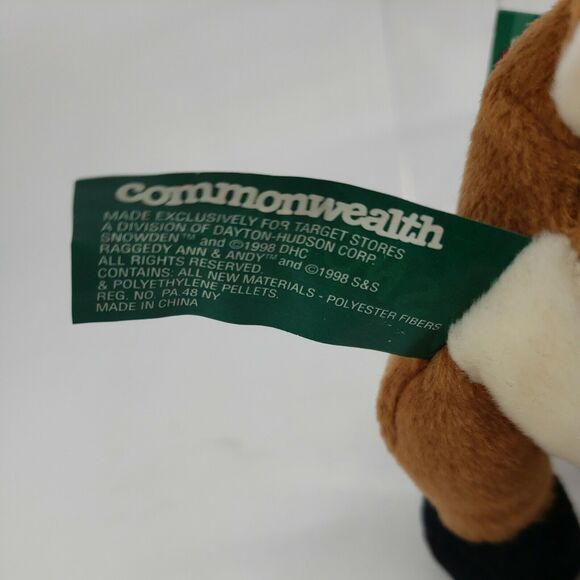 commonwealth
MADE EXCLUSIVELY FOR TARGET STORES
A DIVISION OF DAYTON-HUDSON CORP.
SNOWDEN™ and ©1998 DHC
RAGGEDY ANN & ANDY™ and ©1998 S&S
ALL RIGHTS RESERVED
CONTAINS: ALL NEW MATERIALS - POLYESTER FIBERS
& POLYETHYLENE PELLETS.
REG. NO. PA. 48 NY
MADE IN CHINA